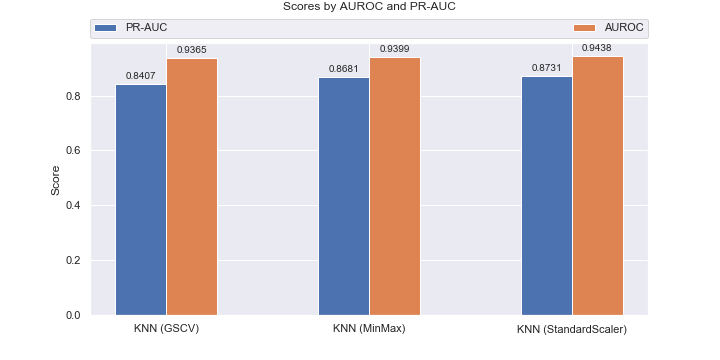 Scores by AUROC and PR-AUC
PR-AUC AUROC
0.8407 0.9365 0.8681 0.9399 0.8731 0.9438
0.8
0.6
0.4
0.2
0.0
Score
KNN (GSCV) KNN (MinMax) KNN (StandardScaler)